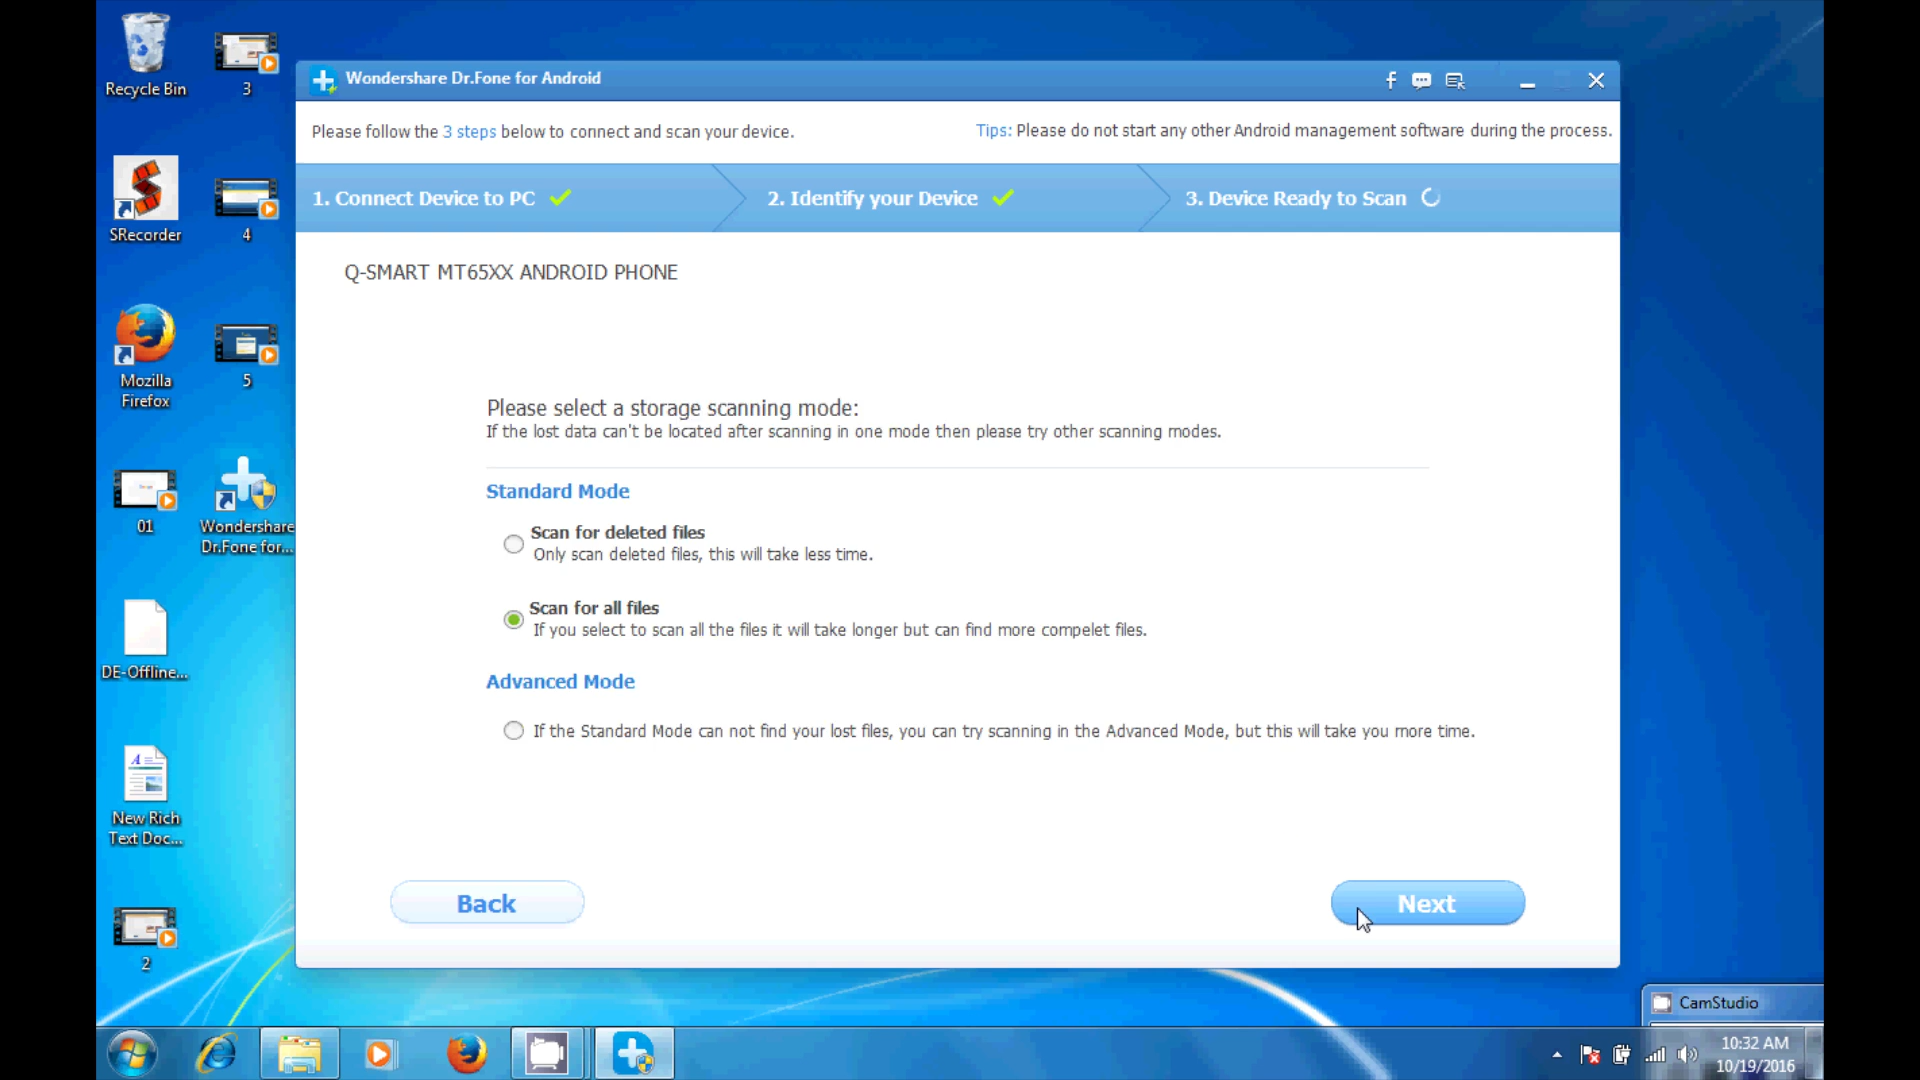 Recycle Bin
3
SRecorder
4
Mozilla
Firefox
5
01
Wondershare
Dr.Fone for...
DE-Offline...
New Rich
Text Doc...
2
Wondershare Dr.Fone for Android
Please follow the 3 steps below to connect and scan your device.
Tips: Please do not start any other Android management software during the process.
1. Connect Device to PC
2. Identify your Device
3. Device Ready to Scan
Q-SMART MT65XX ANDROID PHONE
Please select a storage scanning mode:
If the lost data can't be located after scanning in one mode then please try other scanning modes.
Standard Mode
Scan for deleted files
Only scan deleted files, this will take less time.
Scan for all files
If you select to scan all the files it will take longer but can find more compelet files.
Advanced Mode
If the Standard Mode can not find your lost files, you can try scanning in the Advanced Mode, but this will take you more time.
Back
Next
CamStudio
10:32 AM
10/19/2016